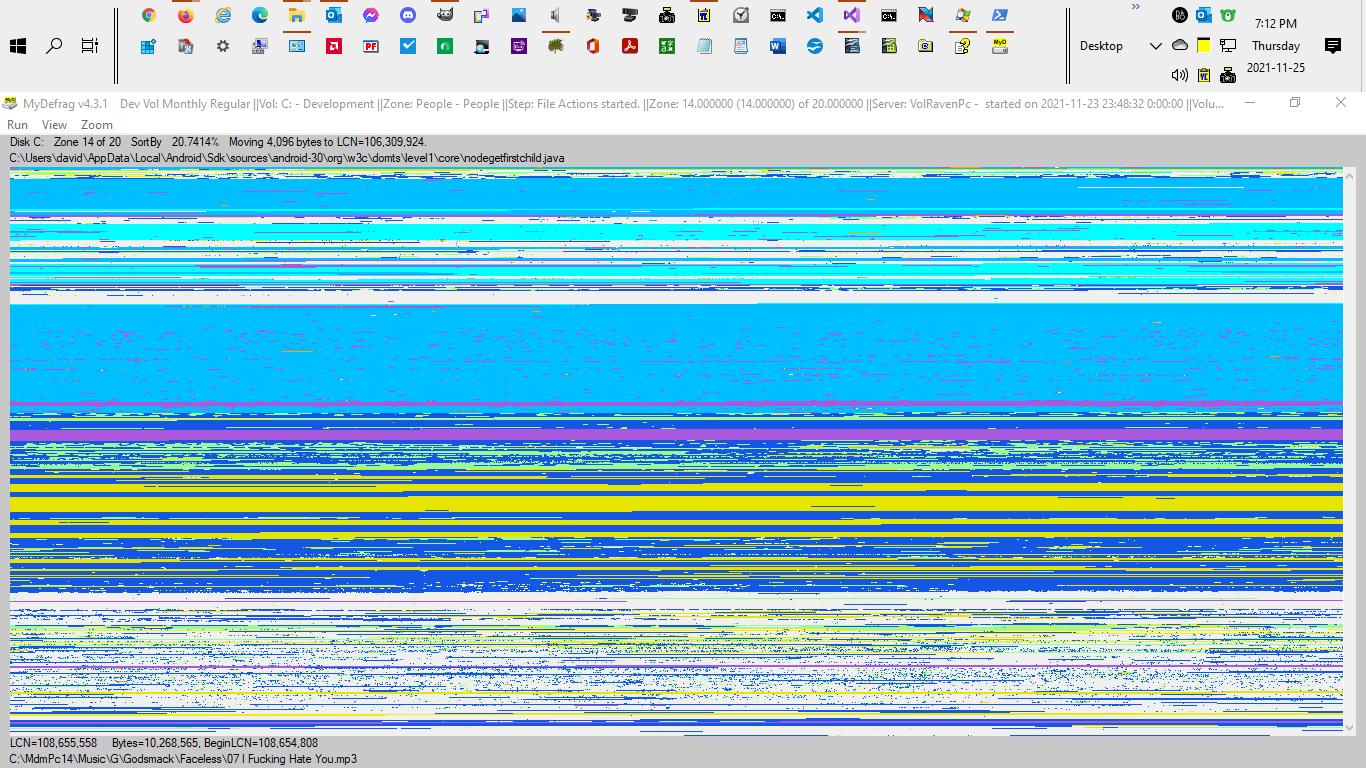 7:12 PM
Desktop
Thursday
2021-11-25
MyDefrag v4.3.1 Dev Vol Monthly Regular ||Vol: C: - Development ||Zone: People - People ||Step: File Actions started. ||Zone: 14.000000 (14.000000) of 20.000000 ||Server: VolRavenPc - started on 2021-11-23 23:48:32 0:00:00 ||Volu...
Run View Zoom
Disk C: Zone 14 of 20 SortBy 20.7414% Moving 4,096 bytes to LCN=106,309,924.
C:\Users\david\AppData\Local\Android\Sdk\sources\android-30\org\w3c\domts\level1\core\nodegetfirstchild.java
LCN=108,655,558 Bytes=10,268,565, BeginLCN=108,654,808
C:\MdmPc14\Music\G\Godsmack\Faceless\07 I Fucking Hate You.mp3